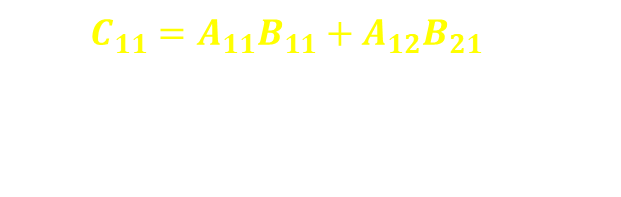 C₁₁ = A₁₁B₁₁ + A₁₂B₂₁